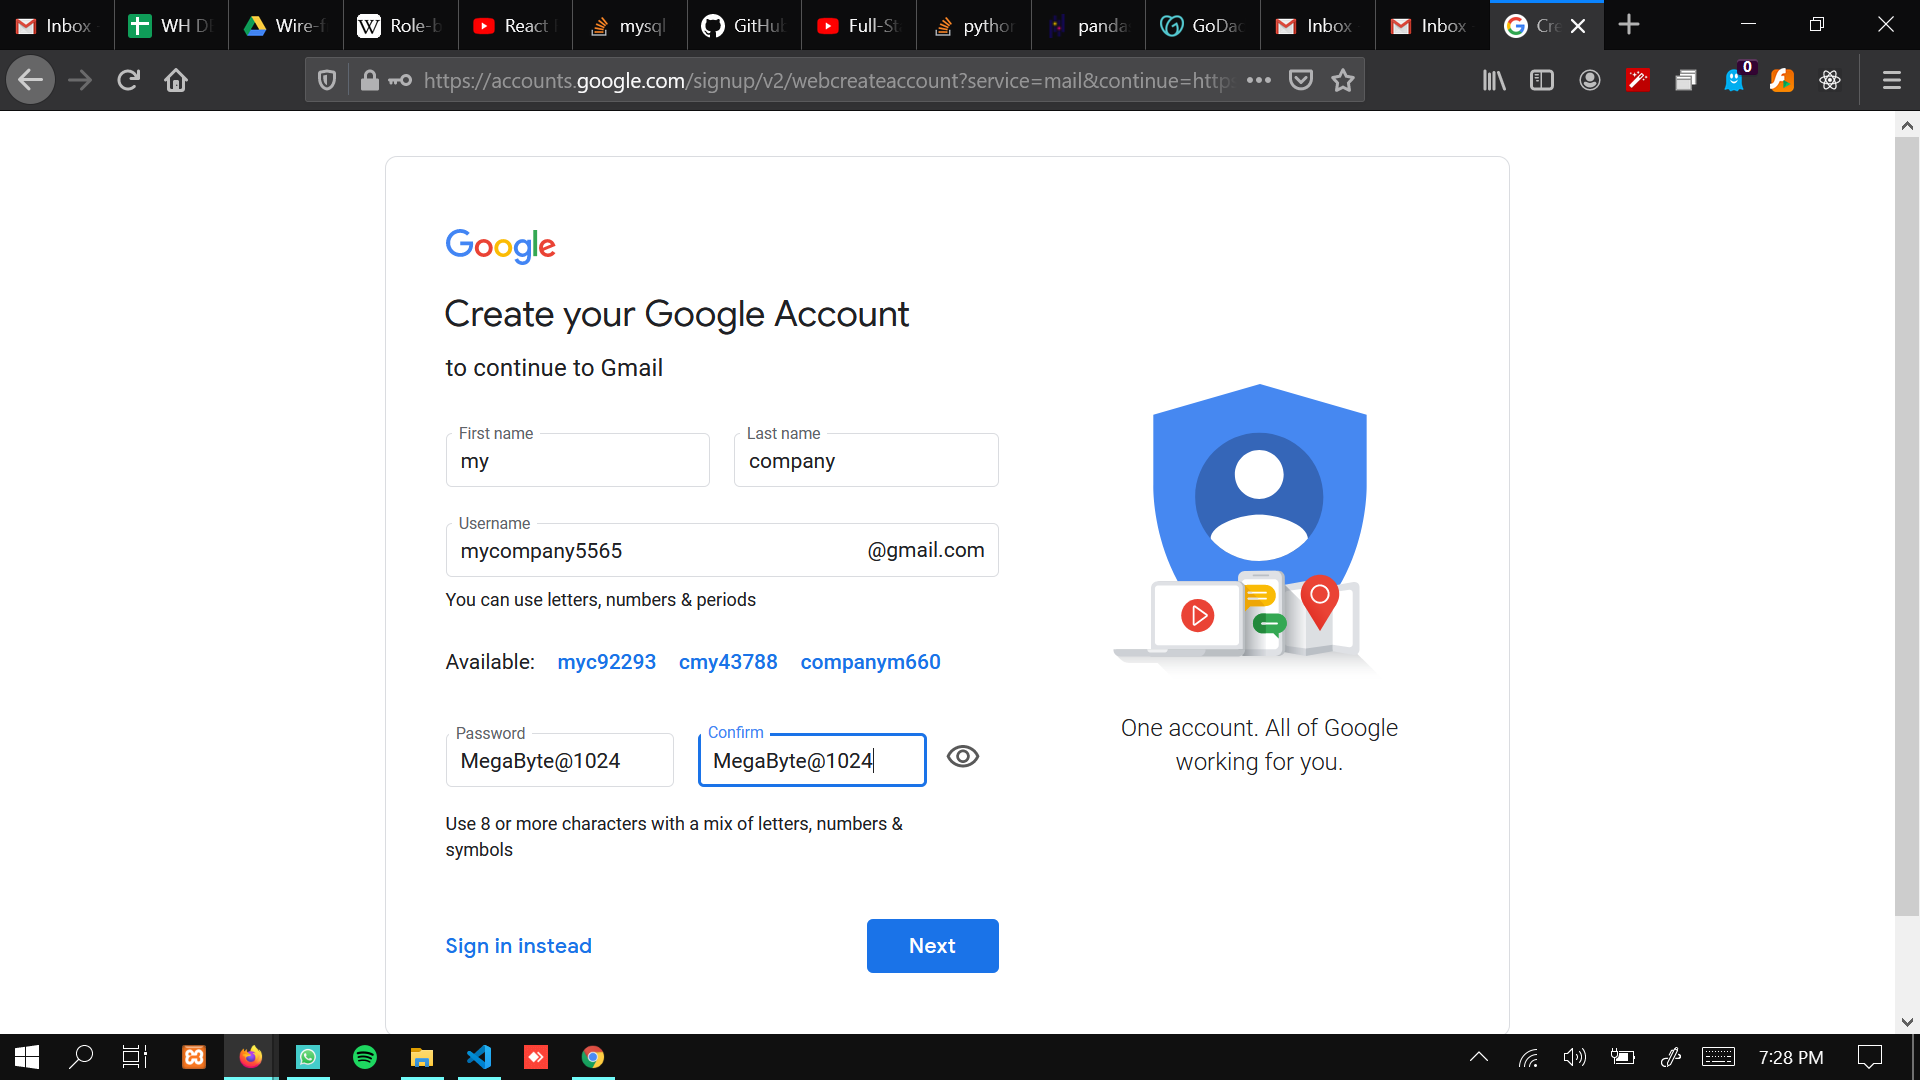 Inbox
WH D
Wire-f
Role-b
React
mysql
GitHub
Full-St
python
panda
GoDad
Inbox
Inbox
Cre
https://accounts.google.com/signup/v2/webcreateaccount?service=mail&continue=https
0
Google
Create your Google Account
to continue to Gmail
First name
Last name
my
company
Username
mycompany5565
@gmail.com
You can use letters, numbers & periods
Available: myc92293 cmy43788 companym660
Password
Confirm
MegaByte@1024
MegaByte@1024
Use 8 or more characters with a mix of letters, numbers &
symbols
One account. All of Google
working for you.
Sign in instead
Next
7:28 PM